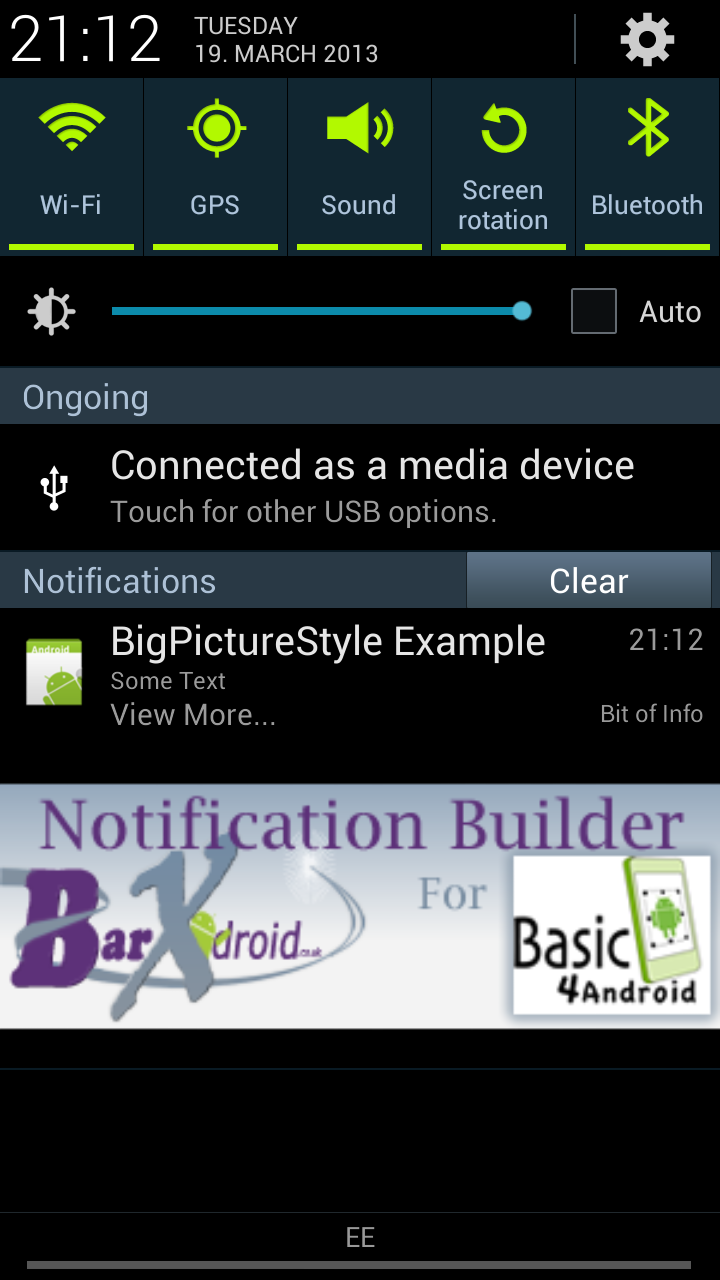 21:12
TUESDAY
19. MARCH 2013
Wi-Fi
GPS
Sound
Screen
rotation
Bluetooth
Auto
Ongoing
Connected as a media device
Touch for other USB options.
Notifications
Clear
BigPictureStyle Example
21:12
Some Text
View More...
Bit of Info
Android
Notification Builder
For
BarXdroid
Basic
4Android
EE